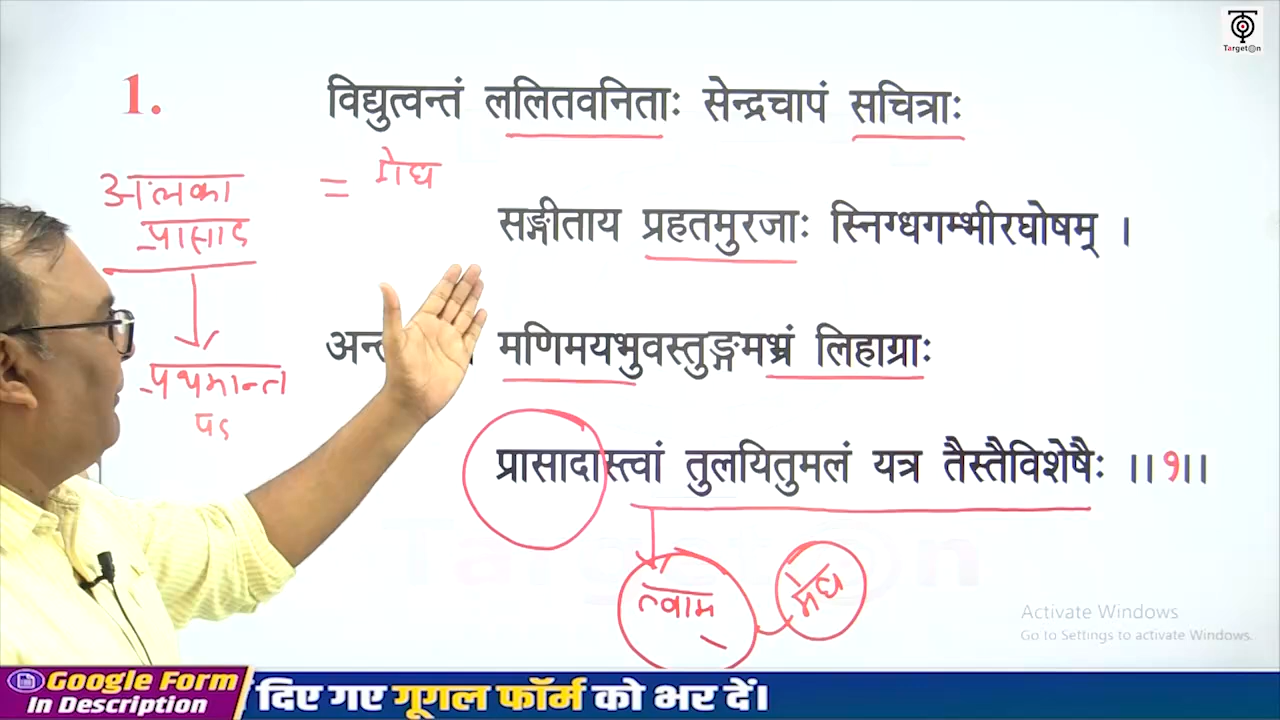 TargetOn
1.
विद्युत्वन्तं ललितवनिताः सेन्द्रचापं सचित्राः
अलका
प्रासाद
= मेघ
सङ्गीताय प्रहतमुरजाः स्निग्धगम्भीरघोषम् ।
मणिमयभुवस्तुङ्गमभ्रं लिहाग्राः
प्रथमान्त
पद
प्रासादास्त्वां तुलयितुमलं यत्र तैस्तैविशेषैः ।।१।।
त्वाम्
मेघ
Activate Windows
Go to Settings to activate Windows.
Google Form
In Description
दिए गए गूगल फॉर्म को भर दें।